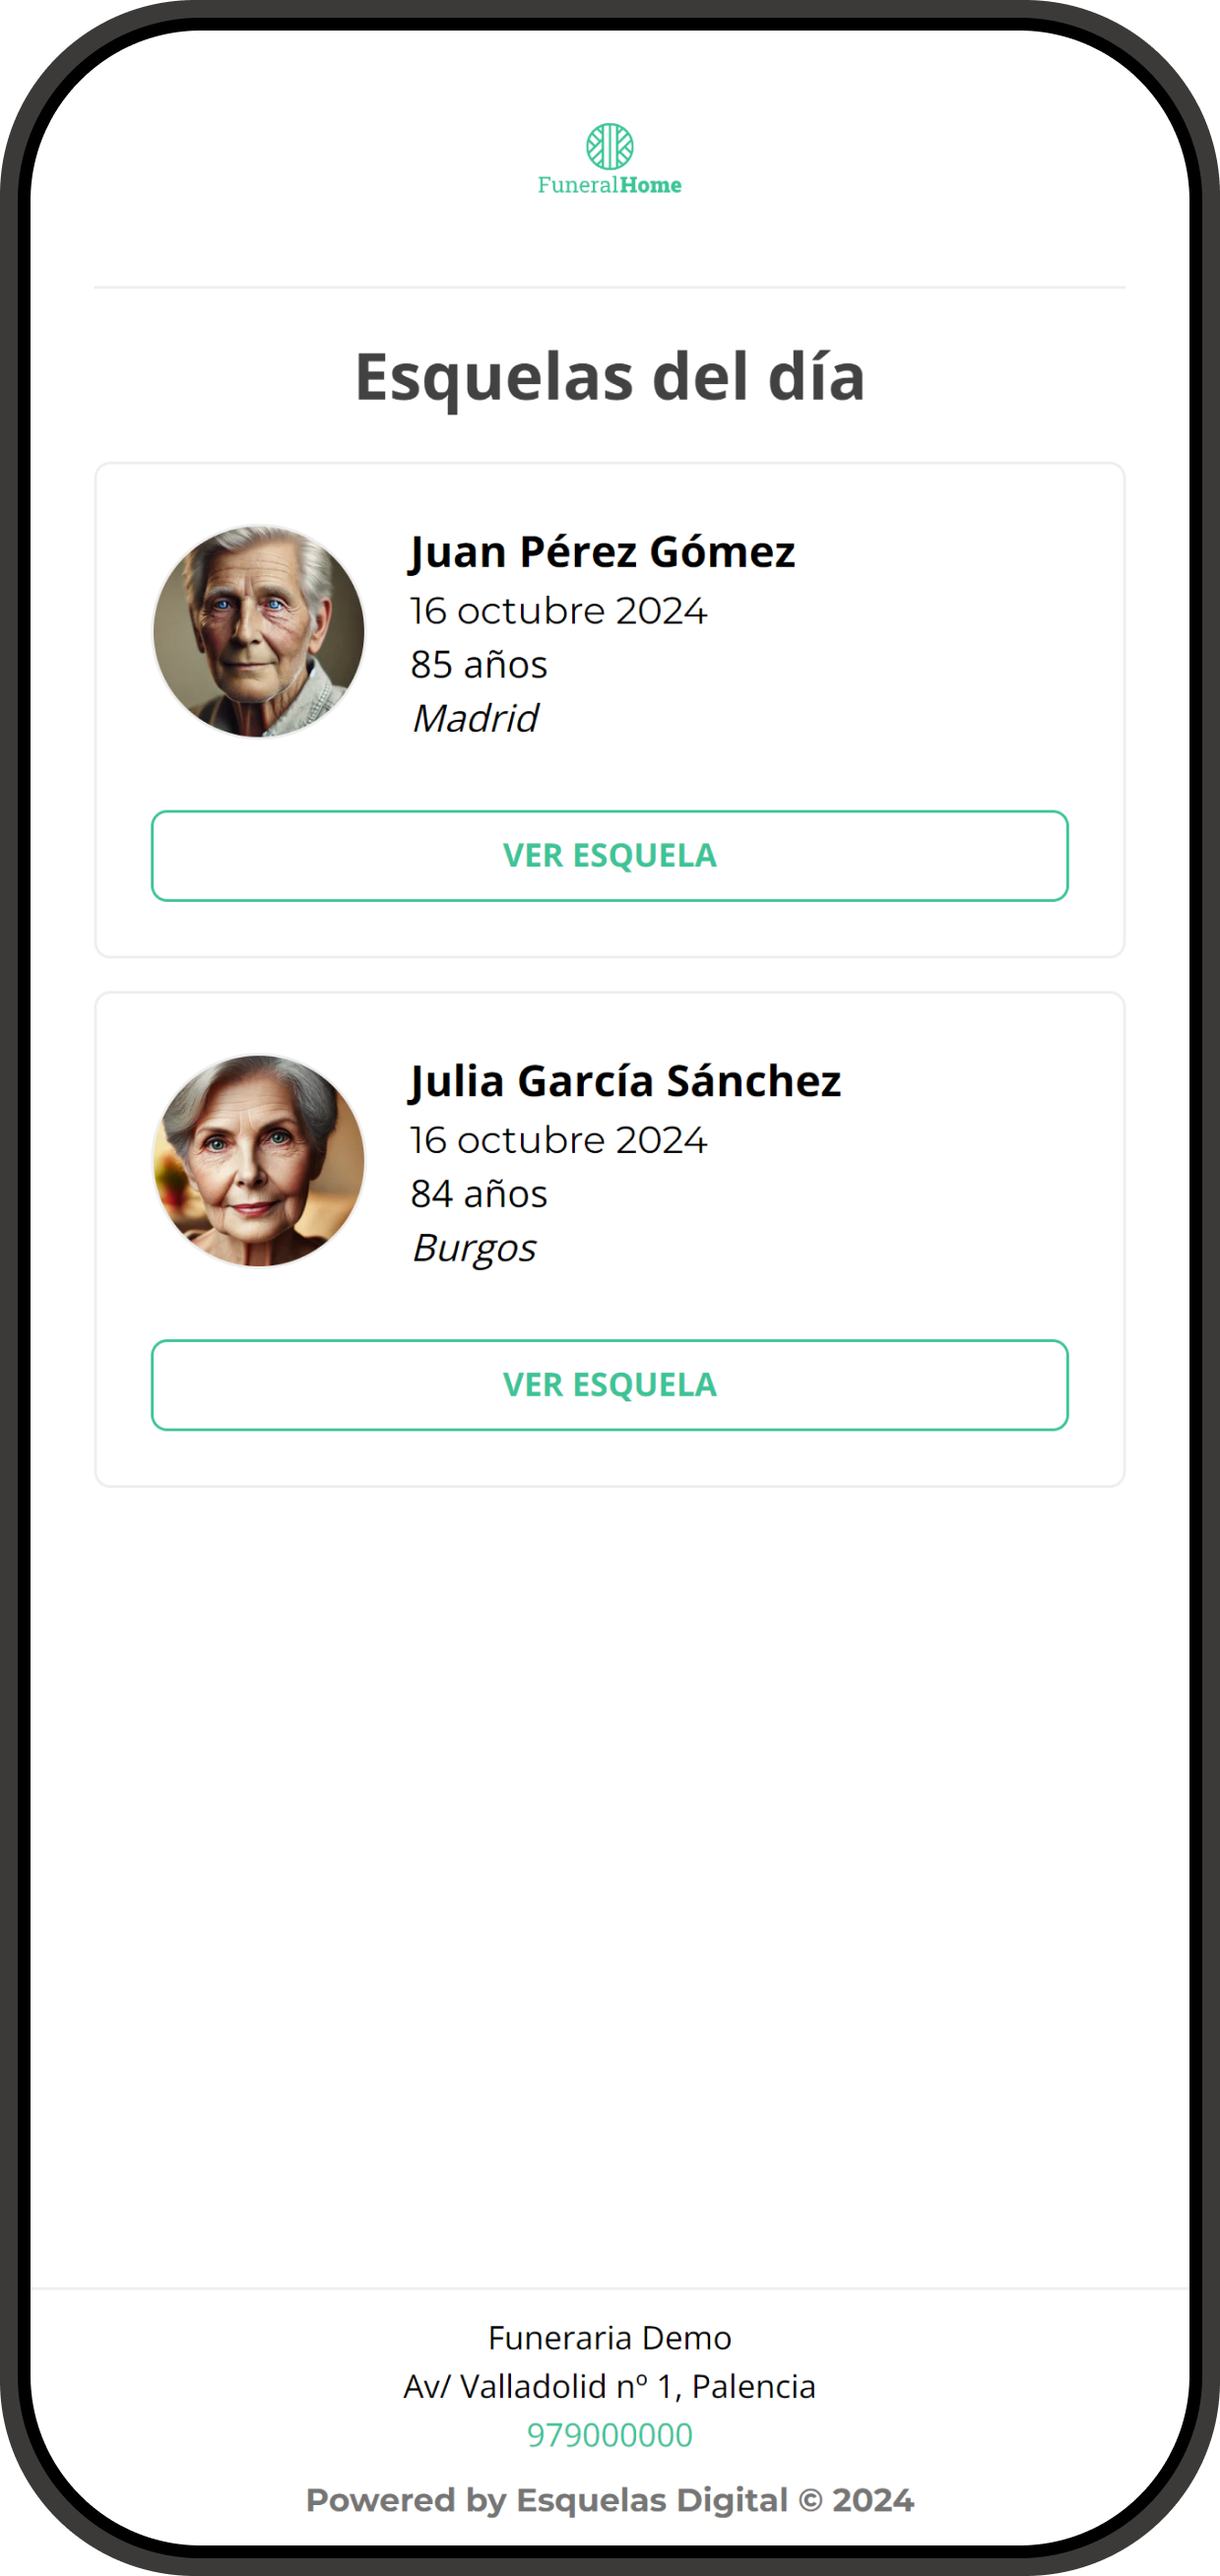 FuneralHome
Esquelas del día
Juan Pérez Gómez
16 octubre 2024
85 años
Madrid
VER ESQUELA
Julia García Sánchez
16 octubre 2024
84 años
Burgos
VER ESQUELA
Funeraria Demo
Av/ Valladolid nº 1, Palencia
979000000
Powered by Esquelas Digital © 2024